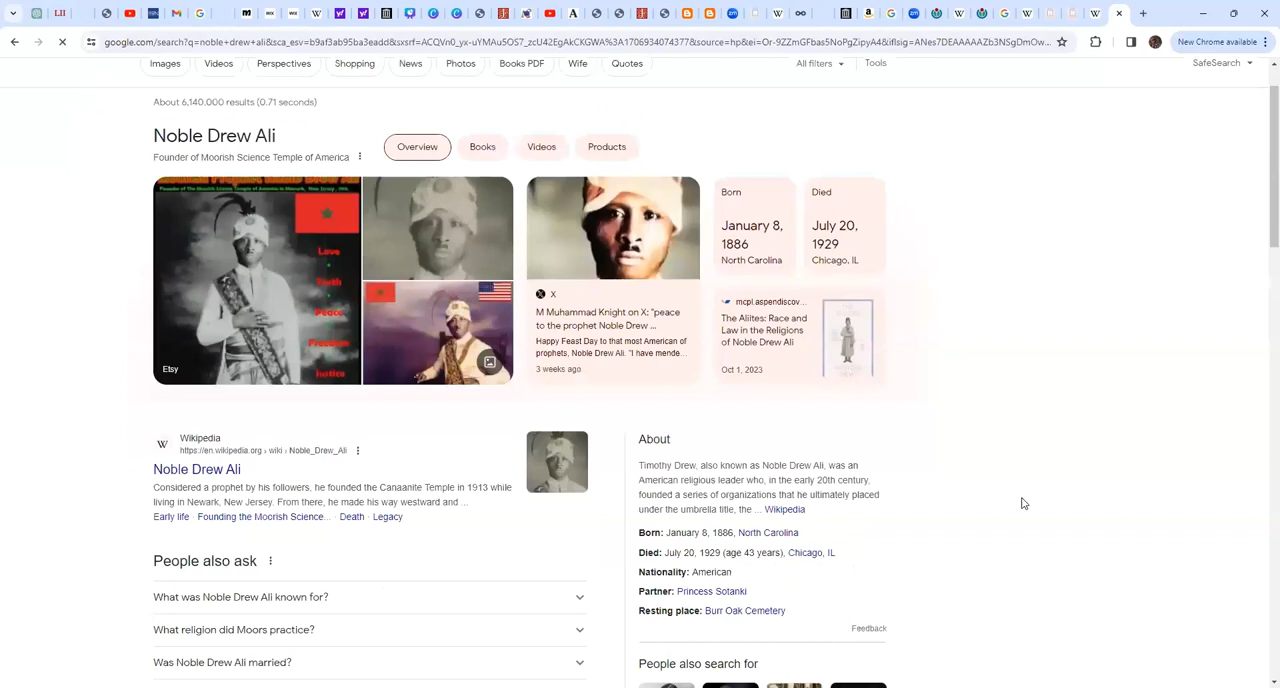 google.com/search?q=noble+drew+ali&sca_esv=b9af3ab95ba3eadd&sxsrf=ACQVn0_yx-uYMAu5OS7_zcU42EgAkCKGWA%3A1706934074377&source=hp&ei=Or-9ZZmGFbas5NoPgZipyA4&iflsig=ANes7DEAAAAAZb3NSgDmOw...
New Chrome available
Images
Videos
Perspectives
Shopping
News
Photos
Books PDF
Wife
Quotes
All filters
Tools
SafeSearch
About 6,140,000 results (0.71 seconds)
Noble Drew Ali
Founder of Moorish Science Temple of America
Overview
Books
Videos
Products
Love
Truth
Peace
Freedom
Justice
Etsy
X
M Muhammad Knight on X: "peace
to the prophet Noble Drew ...
Happy Feast Day to that most American of
prophets, Noble Drew Ali. "I have mende...
3 weeks ago
Born
January 8,
1886
North Carolina
Died
July 20,
1929
Chicago, IL
mcpl.aspendiscov...
The Aliites: Race and
Law in the Religions
of Noble Drew Ali
Oct 1, 2023
Wikipedia
https://en.wikipedia.org › wiki › Noble_Drew_Ali
Noble Drew Ali
Considered a prophet by his followers, he founded the Canaanite Temple in 1913 while
living in Newark, New Jersey. From there, he made his way westward and ...
Early life · Founding the Moorish Science... · Death · Legacy
People also ask
What was Noble Drew Ali known for?
What religion did Moors practice?
Was Noble Drew Ali married?
About
Timothy Drew, also known as Noble Drew Ali, was an
American religious leader who, in the early 20th century,
founded a series of organizations that he ultimately placed
under the umbrella title, the ... Wikipedia
Born: January 8, 1886, North Carolina
Died: July 20, 1929 (age 43 years), Chicago, IL
Nationality: American
Partner: Princess Sotanki
Resting place: Burr Oak Cemetery
Feedback
People also search for